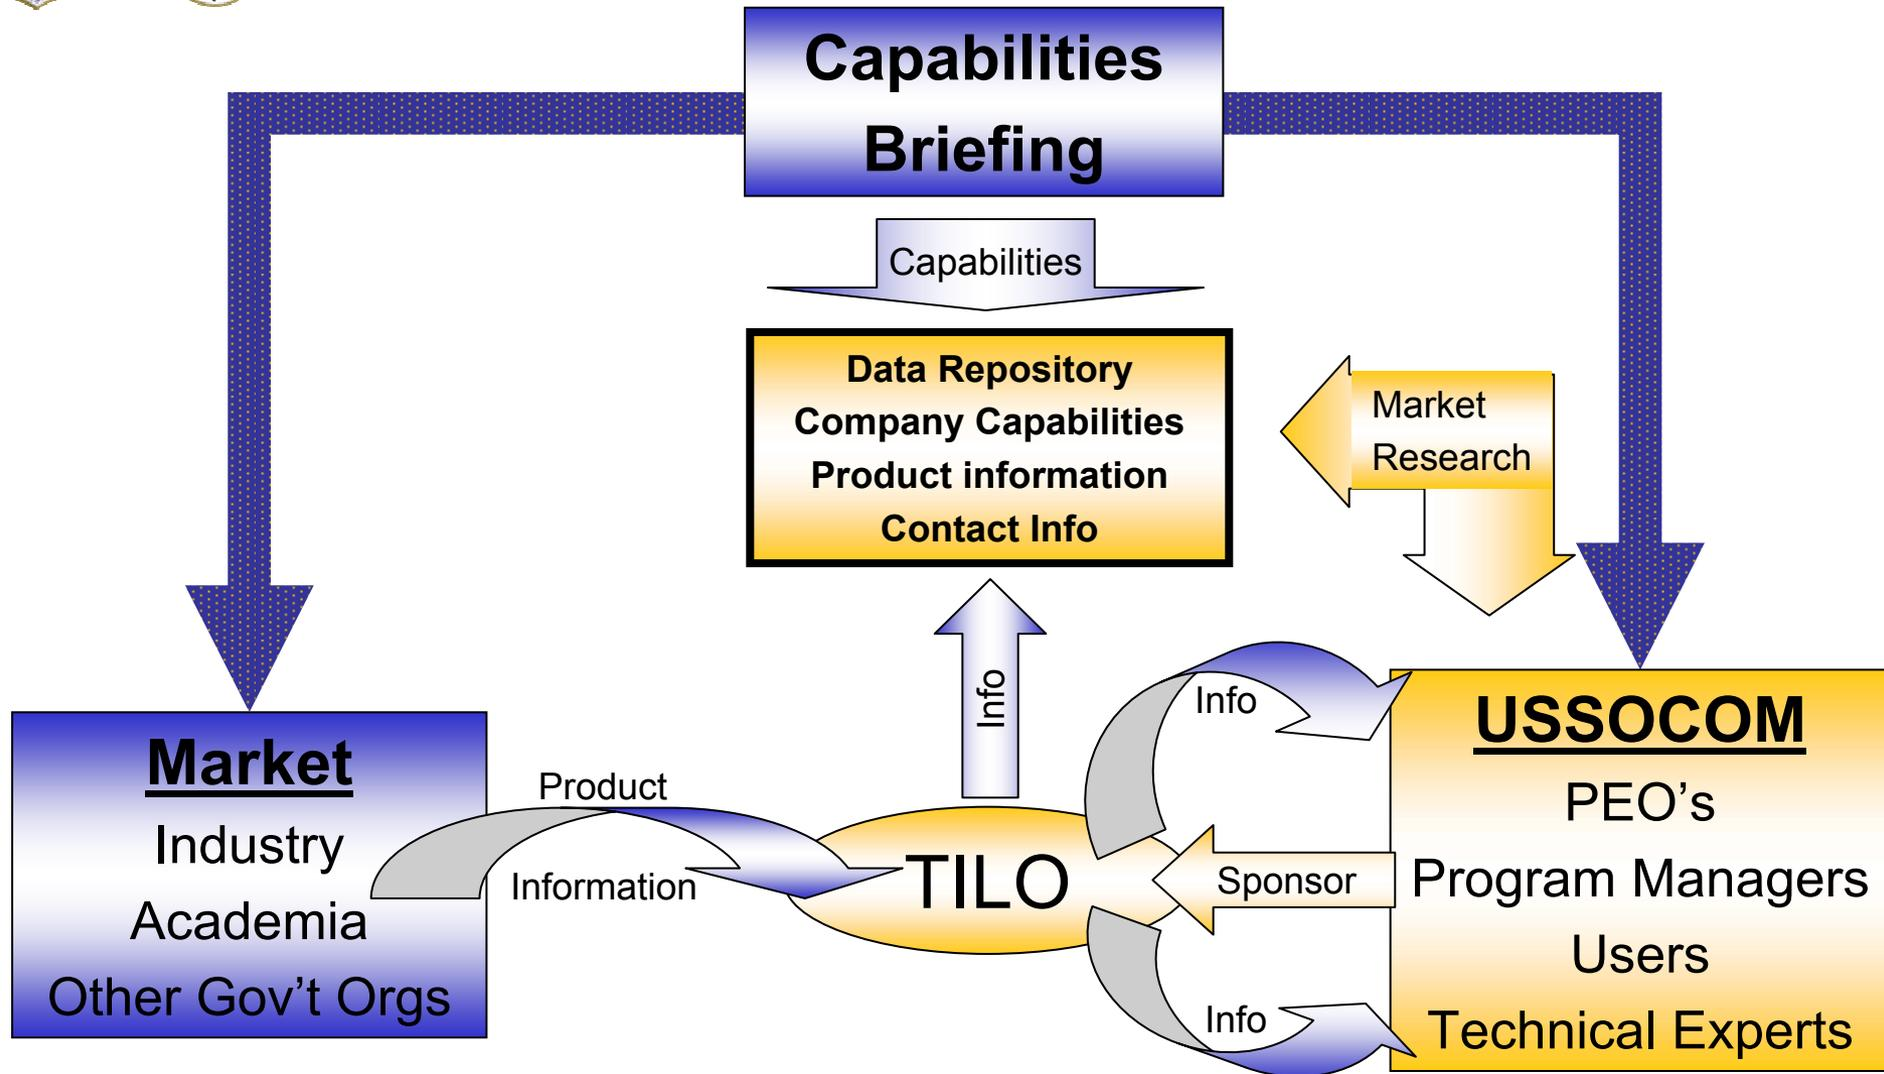 Capabilities
Briefing
Capabilities
Data Repository
Company Capabilities
Product information
Contact Info
Market
Research
Info
Market
Industry
Academia
Other Gov't Orgs
Product
Information
TILO
Info
Sponsor
Info
USSOCOM
PEO’s
Program Managers
Users
Technical Experts